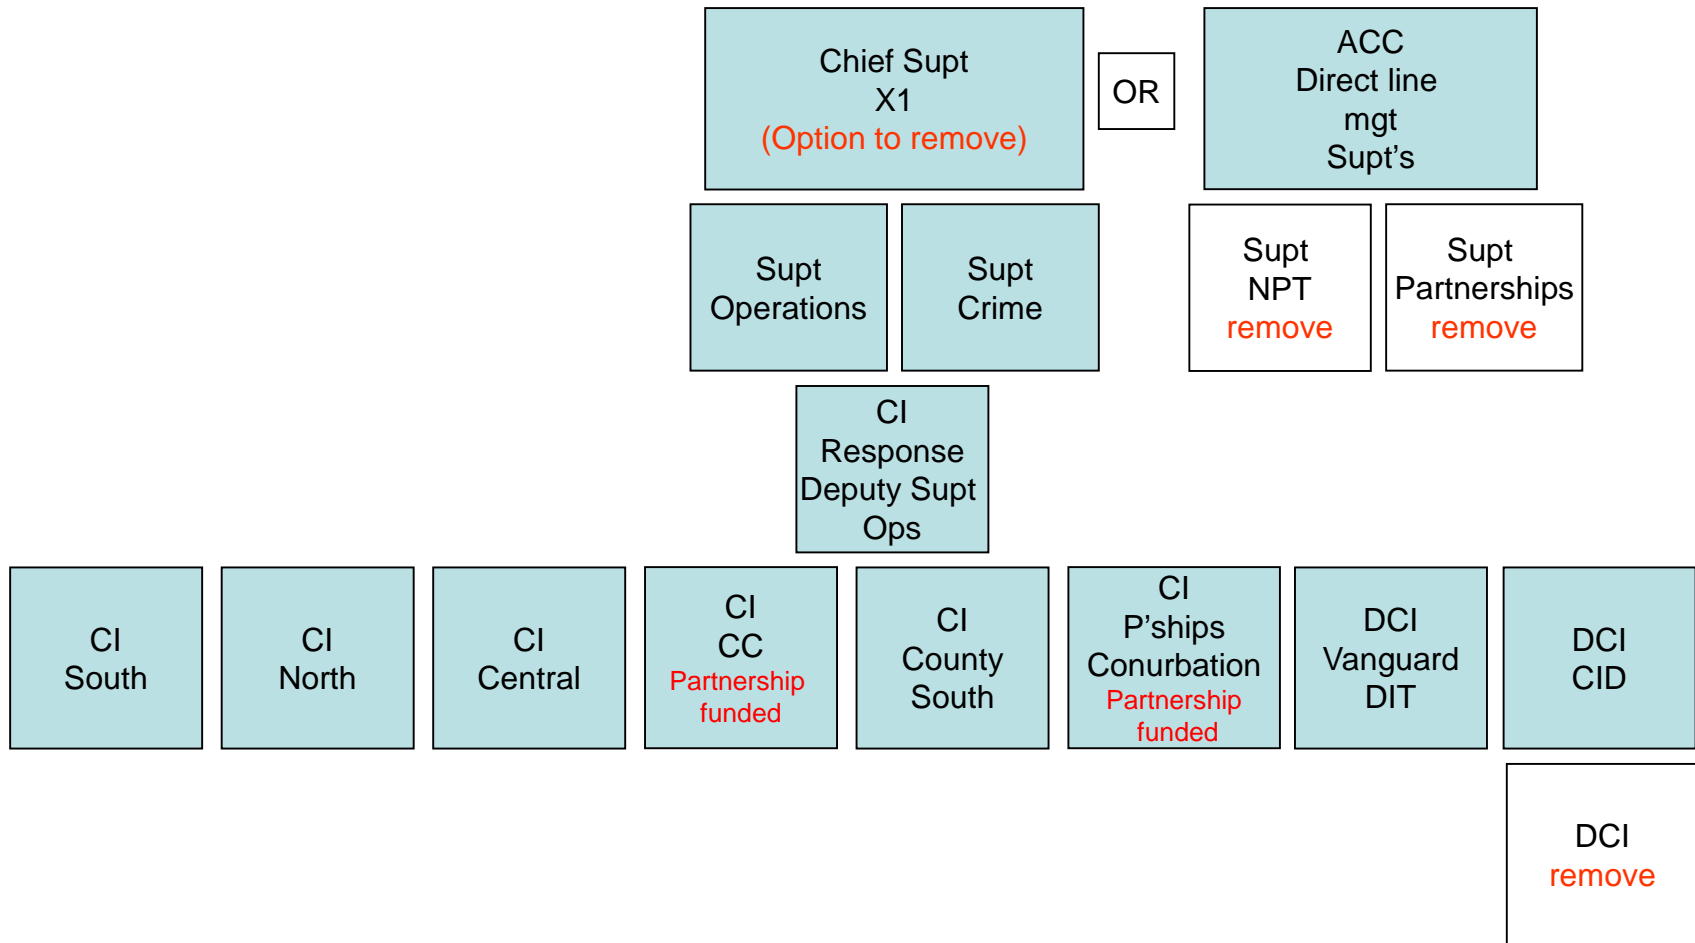 Chief Supt
X1
(Option to remove)
OR
ACC
Direct line
mgt
Supt's
Supt
Operations
Supt
Crime
Supt
NPT
remove
Supt
Partnerships
remove
CI
Response
Deputy Supt
Ops
CI
South
CI
North
CI
Central
CI
CC
Partnership
funded
CI
County
South
CI
P'ships
Conurbation
Partnership
funded
DCI
Vanguard
DIT
DCI
CID
DCI
remove